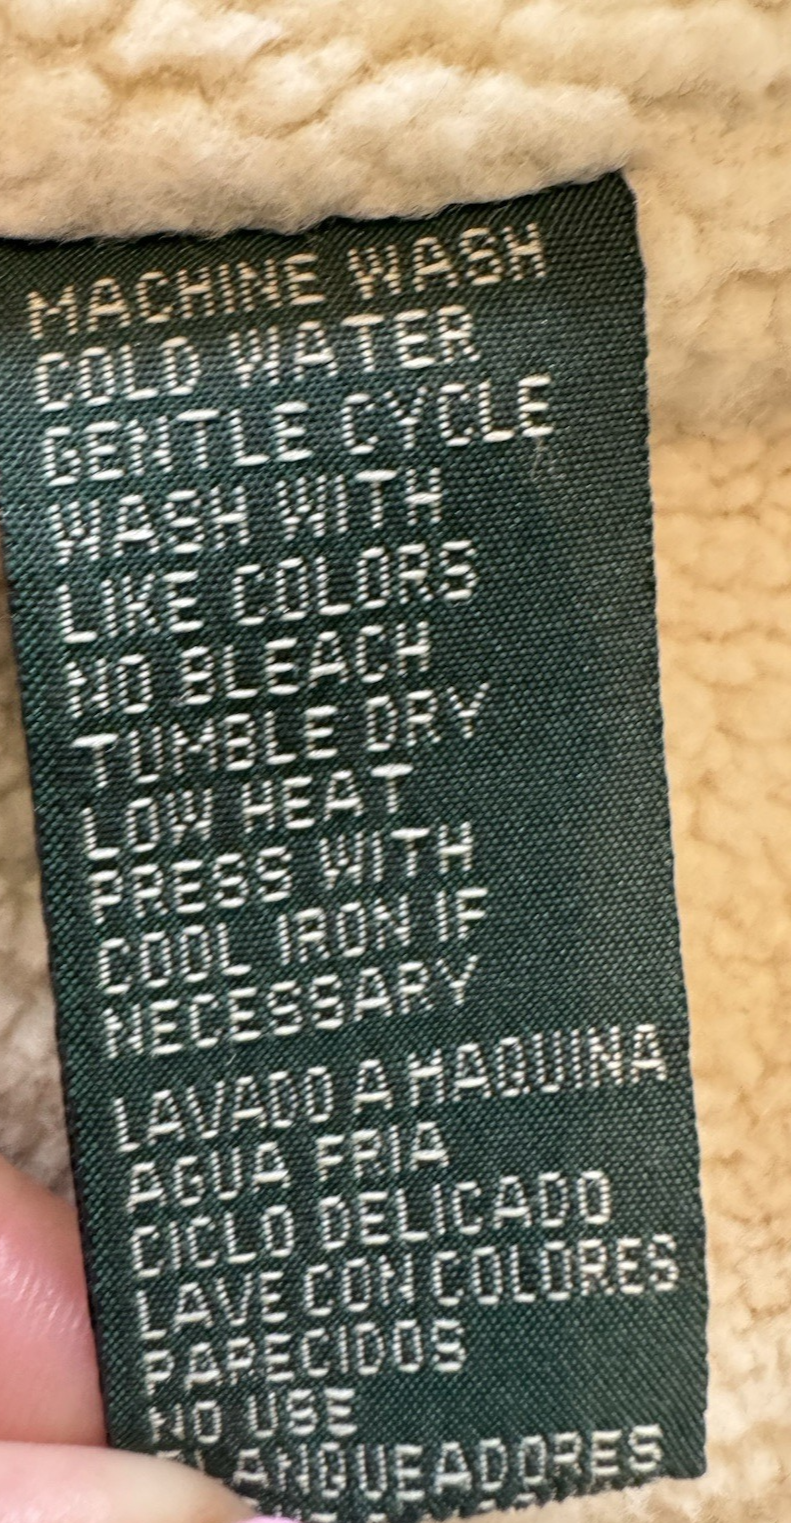 MACHINE WASH
COLD WATER
GENTLE CYCLE
WASH WITH
LIKE COLORS
NO BLEACH
TUMBLE DRY
LOW HEAT
PRESS WITH
COOL IRON IF
NECESSARY
LAVADO A MAQUINA
AGUA FRIA
CICLO DELICADO
LAVE CON COLORES
PARECIDOS
NO USE
BLANQUEADORES